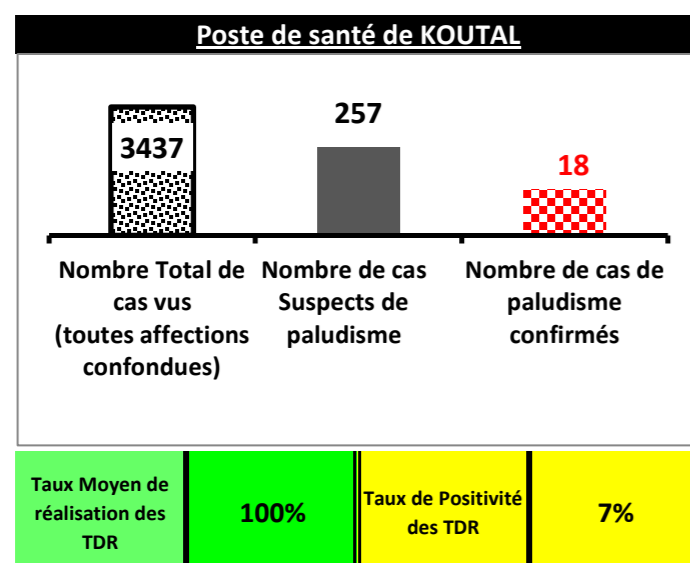 Poste de santé de KOUTAL
3437
257
18
Nombre Total de
cas vus
(toutes affections
confondues)
Nombre de cas
Suspects de
paludisme
Nombre de cas de
paludisme
confirmés
Taux Moyen de
réalisation des
TDR
100%
Taux de Positivité
des TDR
7%